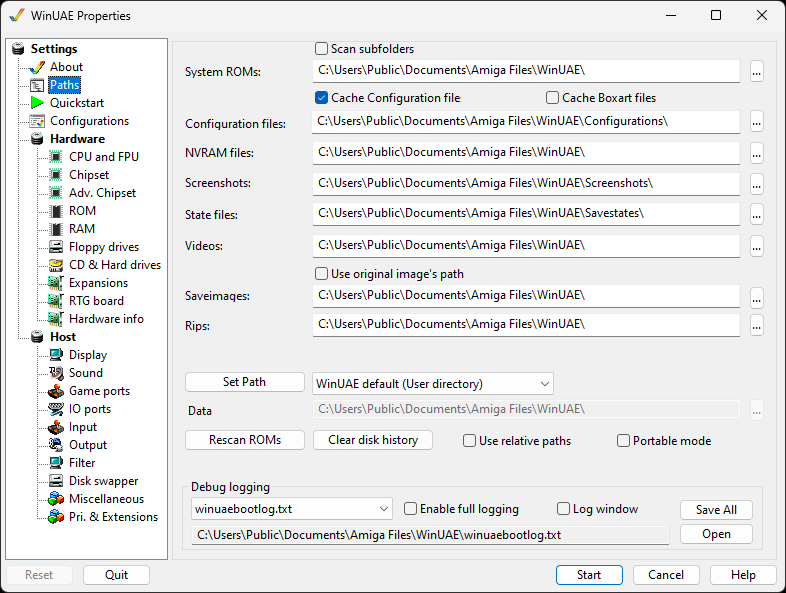 WinUAE Properties
Settings
About
Paths
Quickstart
Configurations
Hardware
CPU and FPU
Chipset
Adv. Chipset
ROM
RAM
Floppy drives
CD & Hard drives
Expansions
RTG board
Hardware info
Host
Display
Sound
Game ports
IO ports
Input
Output
Filter
Disk swapper
Miscellaneous
Pri. & Extensions
Scan subfolders
System ROMs: C:\Users\Public\Documents\Amiga Files\WinUAE\ ...
Cache Configuration file Cache Boxart files
Configuration files: C:\Users\Public\Documents\Amiga Files\WinUAE\Configurations\ ...
NVRAM files: C:\Users\Public\Documents\Amiga Files\WinUAE\ ...
Screenshots: C:\Users\Public\Documents\Amiga Files\WinUAE\Screenshots\ ...
State files: C:\Users\Public\Documents\Amiga Files\WinUAE\Savestates\ ...
Videos: C:\Users\Public\Documents\Amiga Files\WinUAE\ ...
Use original image's path
Saveimages: C:\Users\Public\Documents\Amiga Files\WinUAE\ ...
Rips: C:\Users\Public\Documents\Amiga Files\WinUAE\ ...
Set Path WinUAE default (User directory)
Data C:\Users\Public\Documents\Amiga Files\WinUAE\ ...
Rescan ROMs Clear disk history Use relative paths Portable mode
Debug logging
winuaebootlog.txt Enable full logging Log window Save All
C:\Users\Public\Documents\Amiga Files\WinUAE\winuaebootlog.txt Open
Reset Quit Start Cancel Help